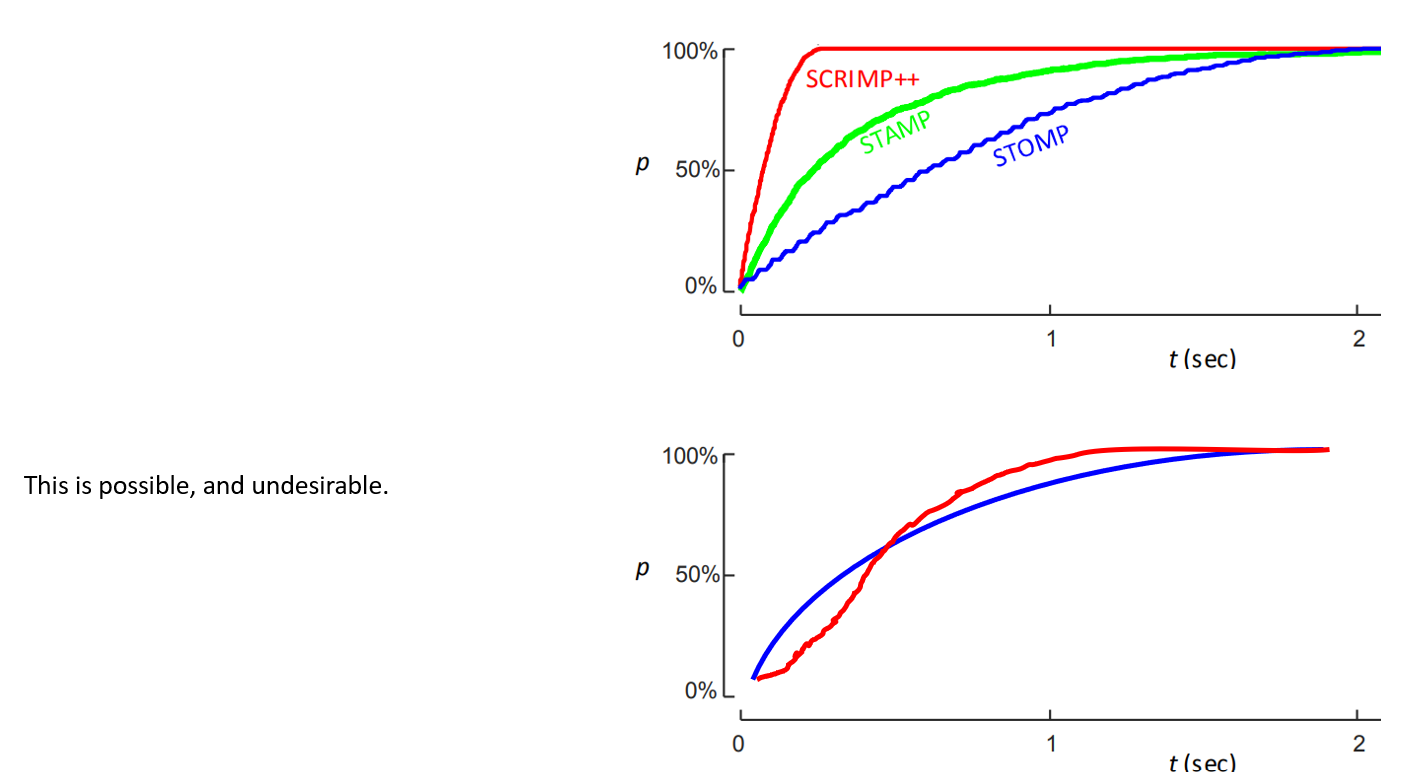 100%
SCRIMP++
STAMP
STOMP
p
50%
0%
0
1
2
t (sec)
This is possible, and undesirable.
100%
p
50%
0%
0
1
2
t (sec)